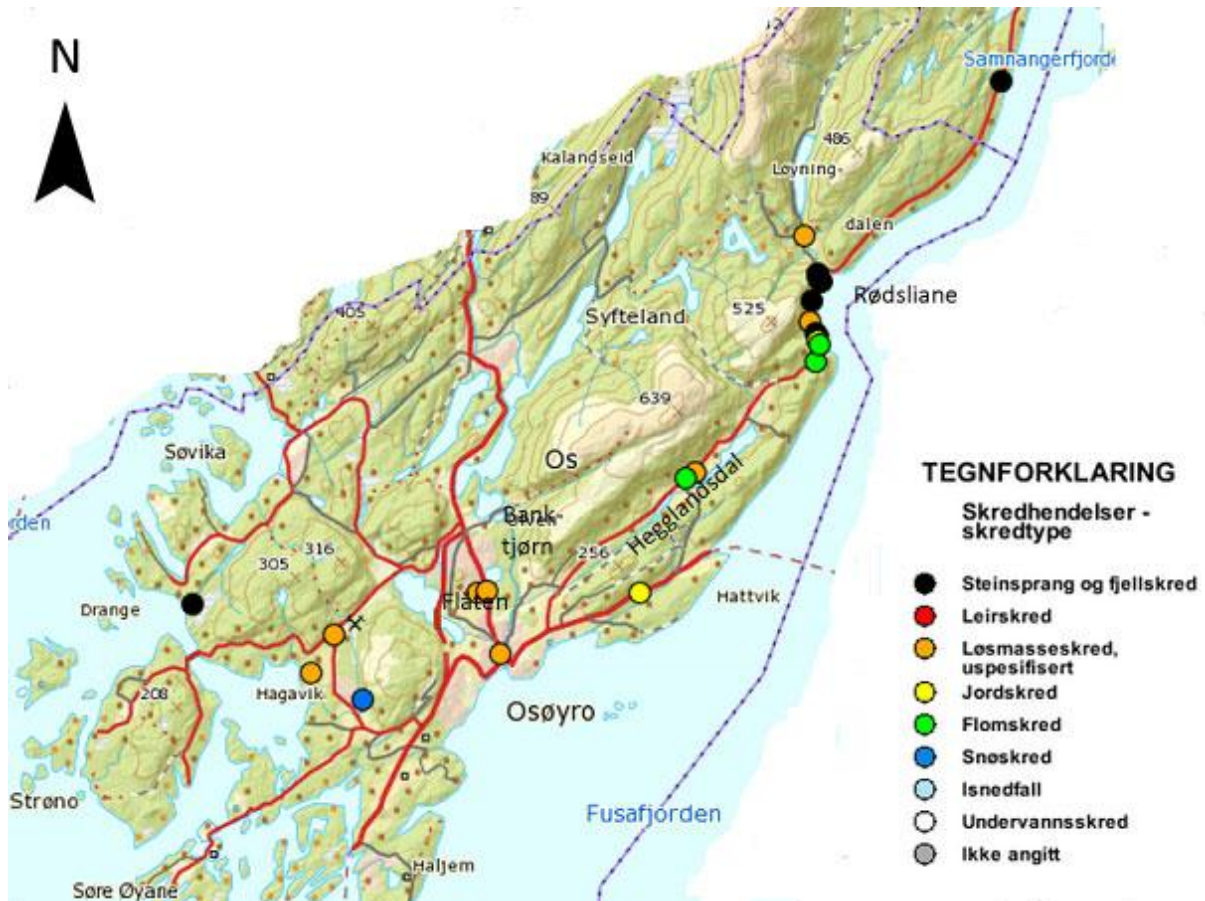 N
Samnangerfjorde
486
Kalandseid
Løyning-
89
dalen
Rødsliane
525
405
Syfteland
639
Søvika
Os
TEGNFORKLARING
Skredhendelser -
skredtype
Bank-
tjørn
Hegglandsdal
316
305
256
Steinsprang og fjellskred
Drange
Flåten
Hattvik
Leirskred
Løsmasseskred,
uspesifisert
Hagavik
208
Osøyro
Jordskred
Flomskred
Snøskred
Strøno
Isnedfall
Fusafjorden
Undervannsskred
Ikke angitt
Haljem
Søre Øyane